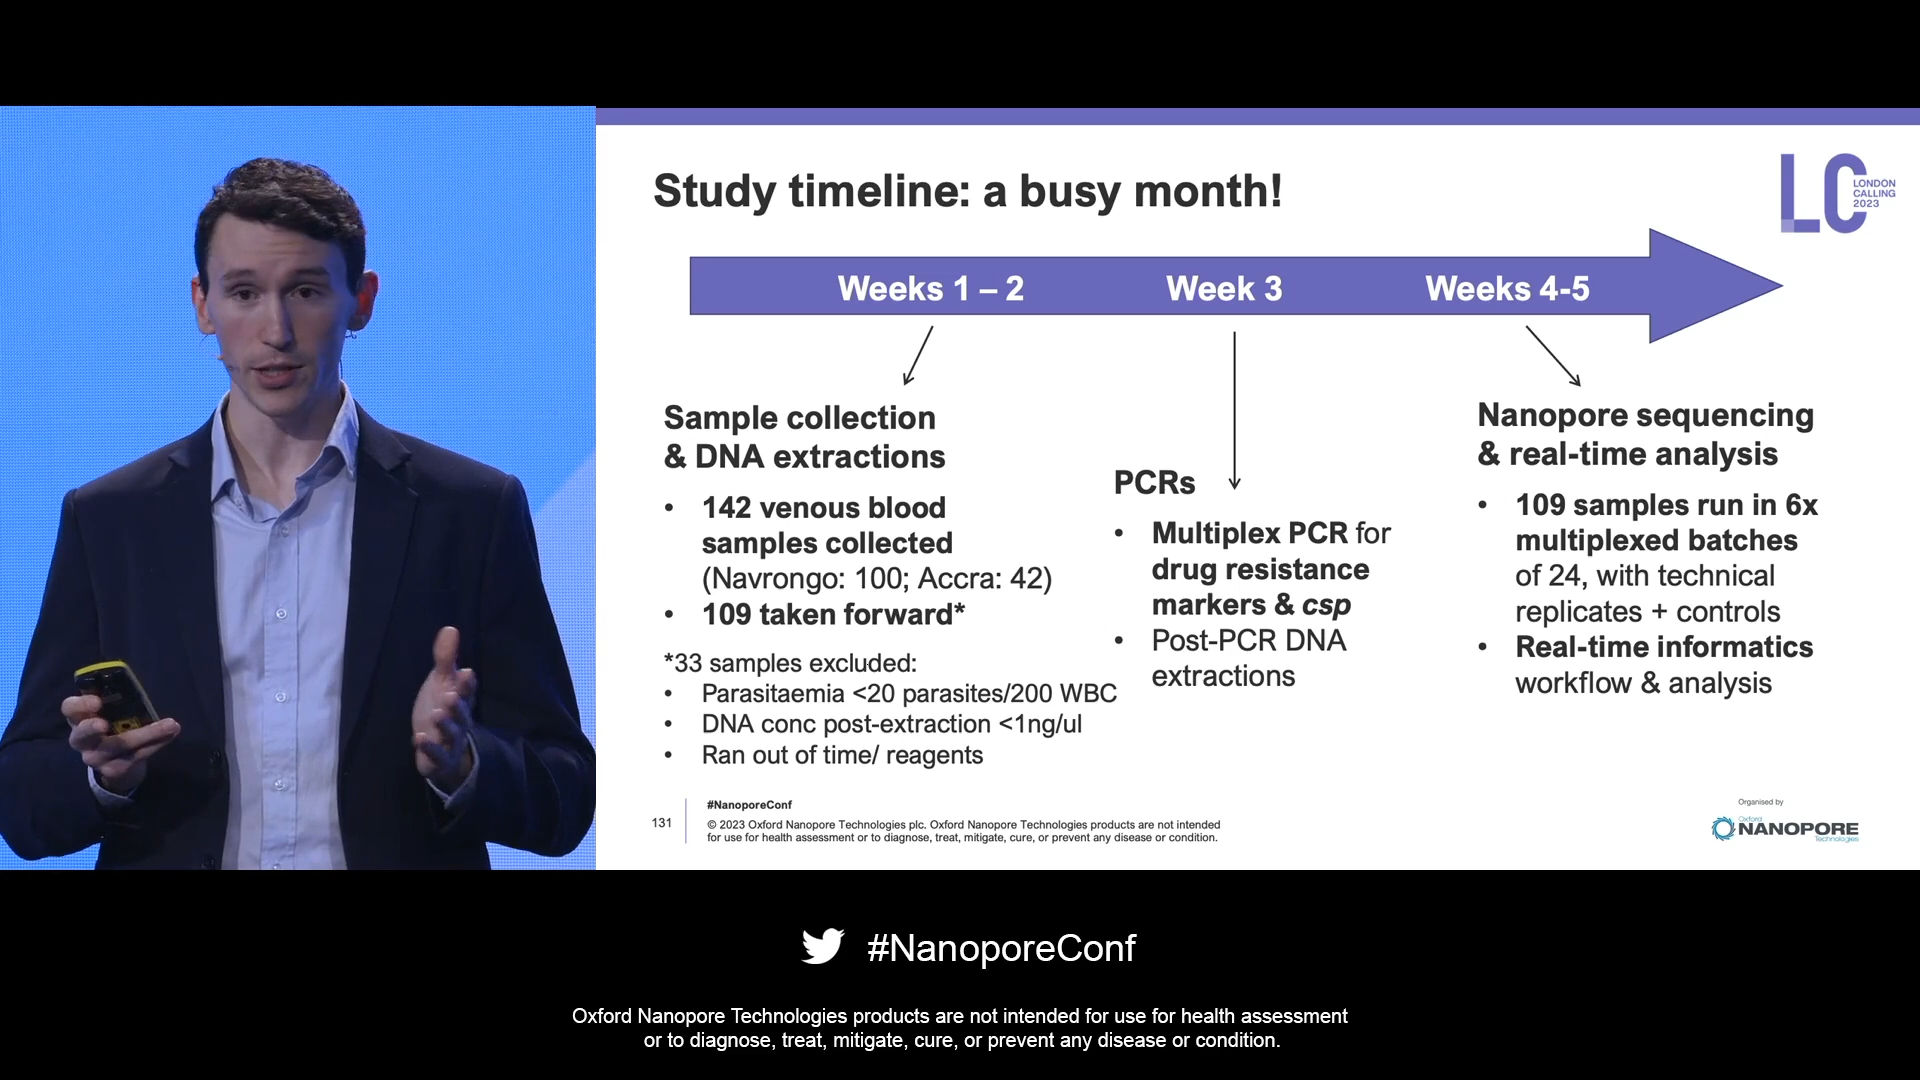 Study timeline: a busy month!
LC
LONDON
CALLING
2023
Weeks 1 – 2
Week 3
Weeks 4-5
Sample collection
& DNA extractions
• 142 venous blood
samples collected
(Navrongo: 100; Accra: 42)
• 109 taken forward*
*33 samples excluded:
• Parasitaemia <20 parasites/200 WBC
• DNA conc post-extraction <1ng/ul
• Ran out of time/ reagents
PCRs
• Multiplex PCR for
drug resistance
markers & csp
• Post-PCR DNA
extractions
Nanopore sequencing
& real-time analysis
• 109 samples run in 6x
multiplexed batches
of 24, with technical
replicates + controls
• Real-time informatics
workflow & analysis
131
#NanoporeConf
© 2023 Oxford Nanopore Technologies plc. Oxford Nanopore Technologies products are not intended
for use for health assessment or to diagnose, treat, mitigate, cure, or prevent any disease or condition.
Organised by
Oxford
NANOPORE
Technologies
#NanoporeConf
Oxford Nanopore Technologies products are not intended for use for health assessment
or to diagnose, treat, mitigate, cure, or prevent any disease or condition.